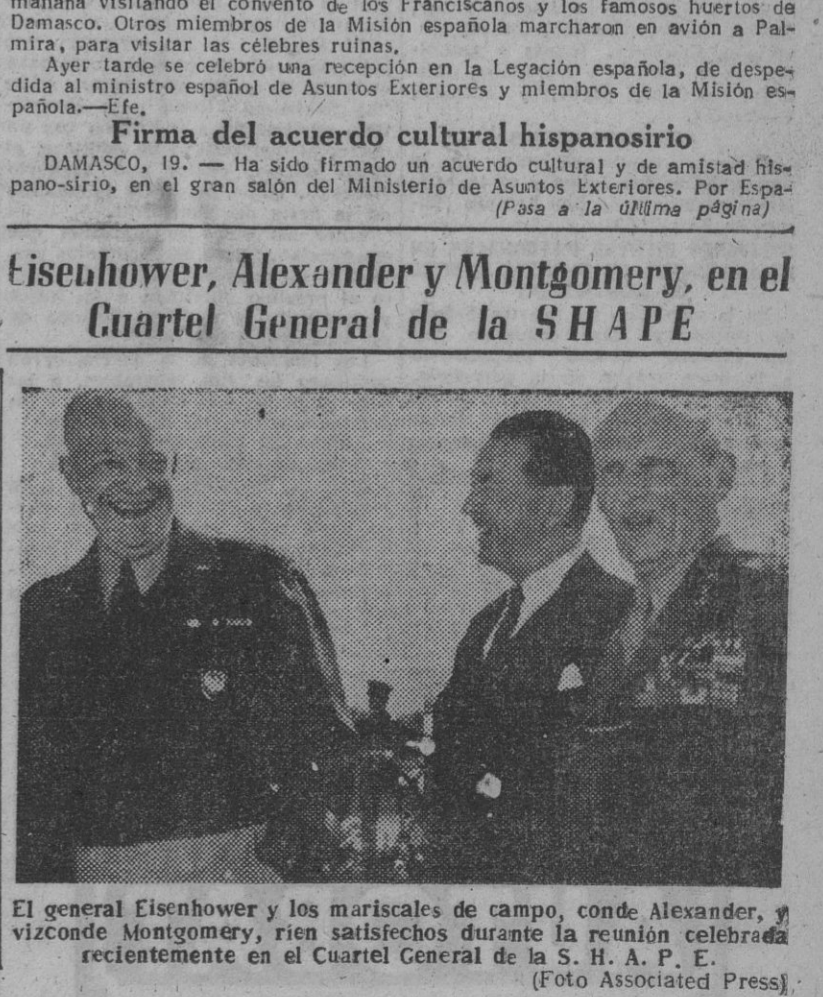 mañana visitando el convento de los Franciscanos y los famosos huertos de
Damasco. Otros miembros de la Misión española marcharon en avión a Pal-
mira, para visitar las célebres ruinas.
Ayer tarde se celebró una recepción en la Legación española, de despe-
dida al ministro español de Asuntos Exteriores y miembros de la Misión es-
pañola.—Efe.
Firma del acuerdo cultural hispanosirio
DAMASCO, 19. — Ha sido firmado un acuerdo cultural y de amistad his-
pano-sirio, en el gran salón del Ministerio de Asuntos Exteriores. Por Espa-
(Pasa a la última página)
Eisenhower, Alexander y Montgomery, en el
Cuartel General de la SHAPE
El general Eisenhower y los mariscales de campo, conde Alexander, y
vizconde Montgomery, ríen satisfechos durante la reunión celebrada
recientemente en el Cuartel General de la S. H. A. P. E.
(Foto Associated Press)